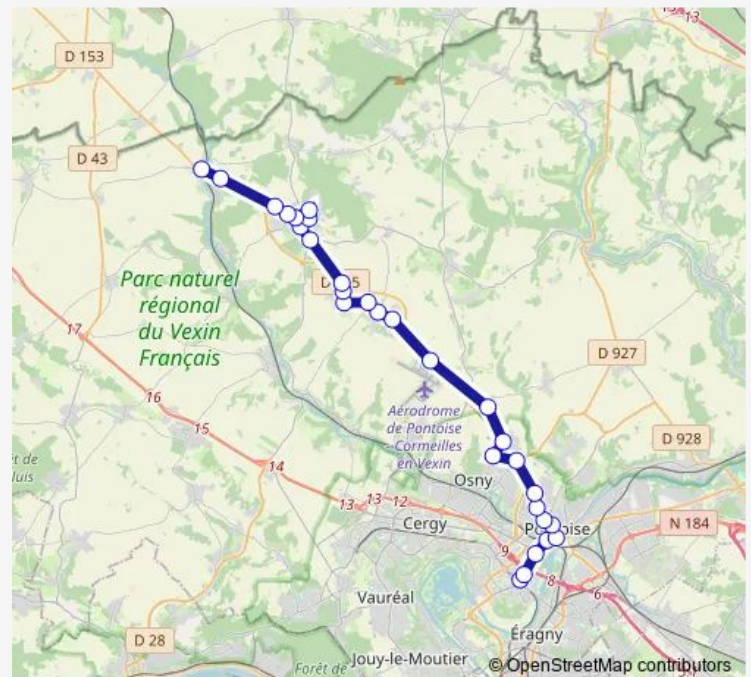 13
D 153
D 43
Parc naturel
régional
du Vexin
Français
17
D 927
16
15
Aérodrome
de Pontoise
- Cormeilles
en Vexin
D 928
14
Osny
13
13
12
Cergy
N 184
9
8
6
Vauréal
Éragny
D 28
Jouy-le-Moutier
Forêt de
© OpenStreetMap contributors